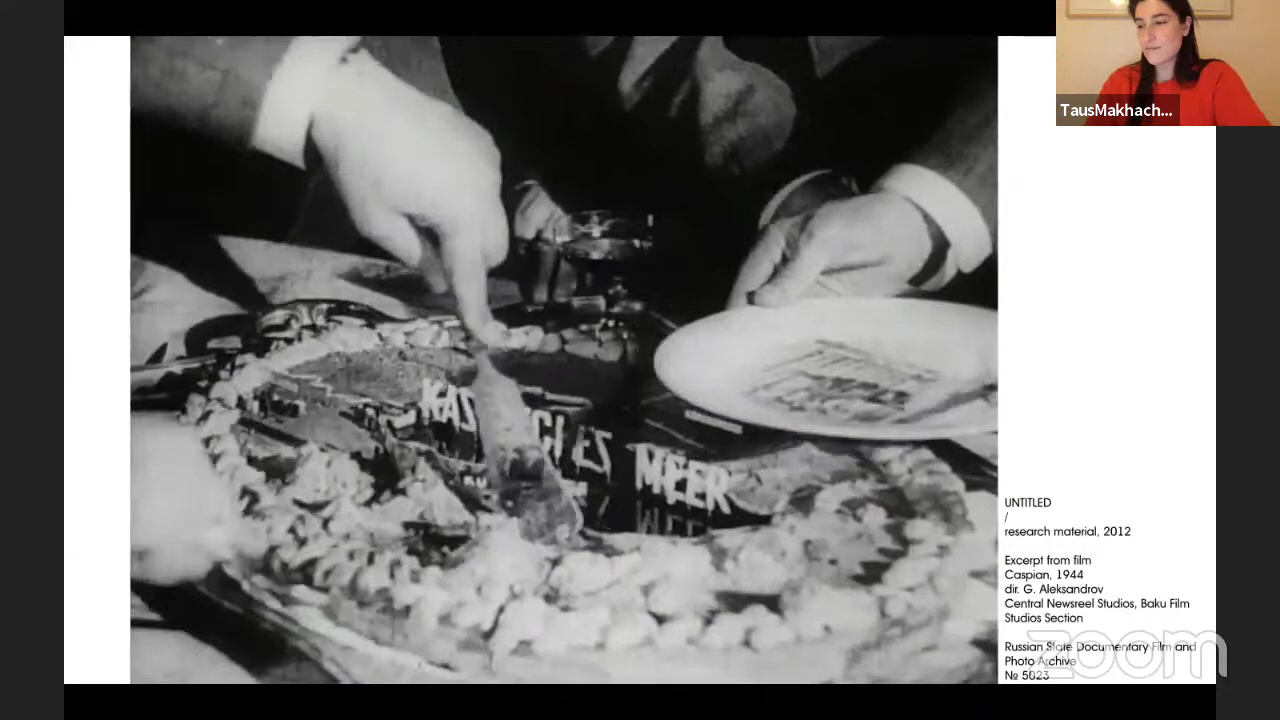 TausMakhach...
KAS
CHES MEER
UNTITLED
/
research material, 2012
Excerpt from film
Caspian, 1944
dir. G. Aleksandrov
Central Newsreel Studios, Baku Film
Studios Section
Russian State Documentary Film and
Photo Archive
№ 5023
zoom